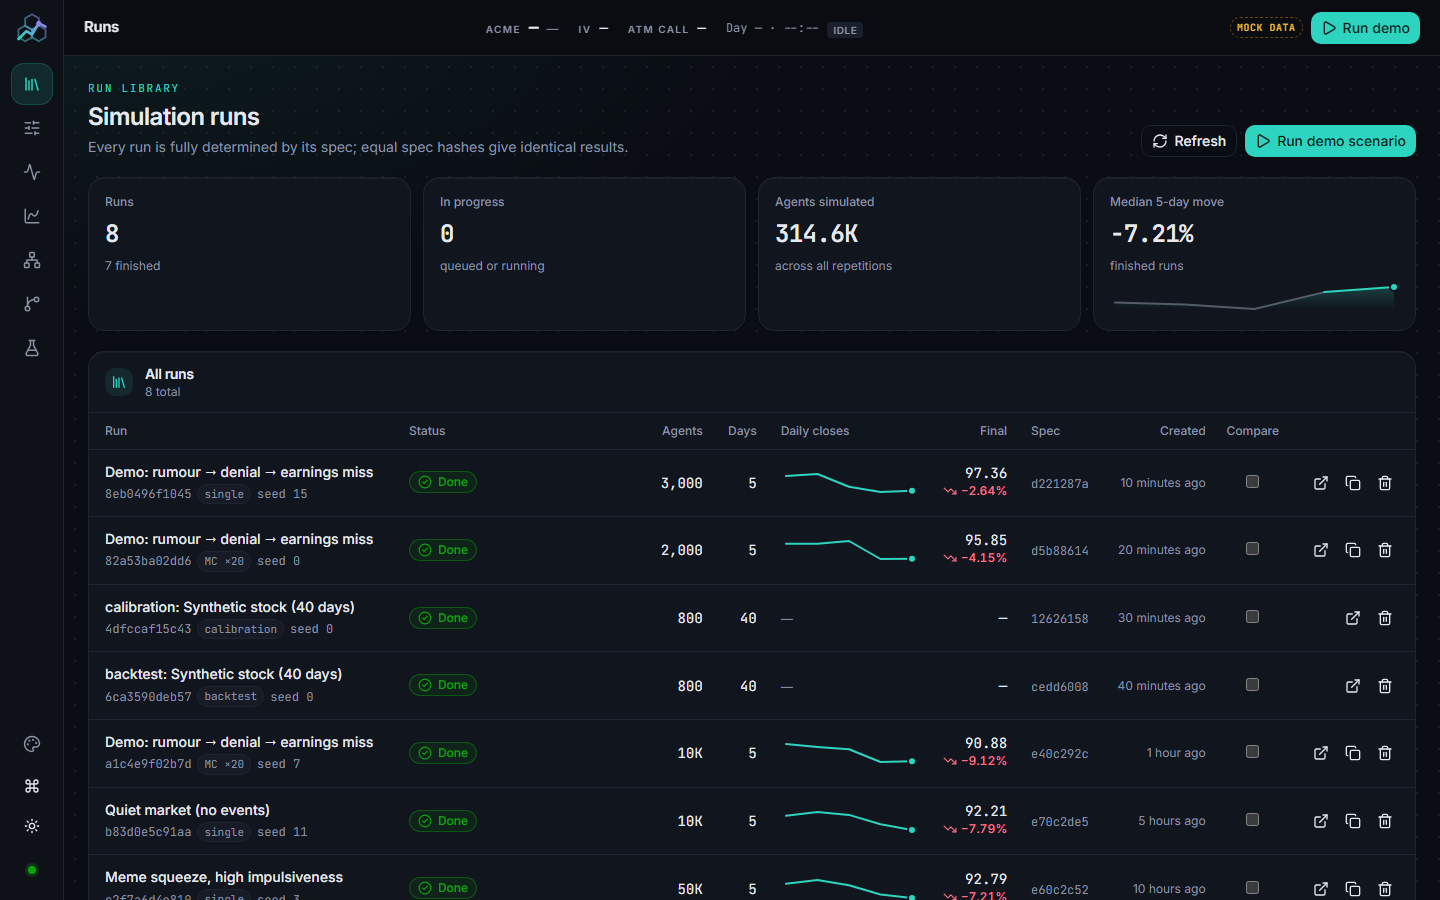 Runs
ACME — — IV — ATM CALL — Day — · --:-- IDLE
MOCK DATA
Run demo
RUN LIBRARY
Simulation runs
Every run is fully determined by its spec; equal spec hashes give identical results.
Refresh
Run demo scenario
Runs
8
7 finished
In progress
0
queued or running
Agents simulated
314.6K
across all repetitions
Median 5-day move
-7.21%
finished runs
All runs
8 total
Run Status Agents Days Daily closes Final Spec Created Compare
Demo: rumour → denial → earnings miss
8eb0496f1045 single seed 15
Done 3,000 5 97.36 −2.64% d221287a 10 minutes ago
Demo: rumour → denial → earnings miss
82a53ba02dd6 MC ×20 seed 0
Done 2,000 5 95.85 −4.15% d5b88614 20 minutes ago
calibration: Synthetic stock (40 days)
4dfccaf15c43 calibration seed 0
Done 800 40 — — 12626158 30 minutes ago
backtest: Synthetic stock (40 days)
6ca3590deb57 backtest seed 0
Done 800 40 — — cedd6008 40 minutes ago
Demo: rumour → denial → earnings miss
a1c4e9f02b7d MC ×20 seed 7
Done 10K 5 90.88 −9.12% e40c292c 1 hour ago
Quiet market (no events)
b83d0e5c91aa single seed 11
Done 10K 5 92.21 −7.79% e70c2de5 5 hours ago
Meme squeeze, high impulsiveness
single seed 3
Done 50K 5 92.79 −7.21% e60c2c52 10 hours ago